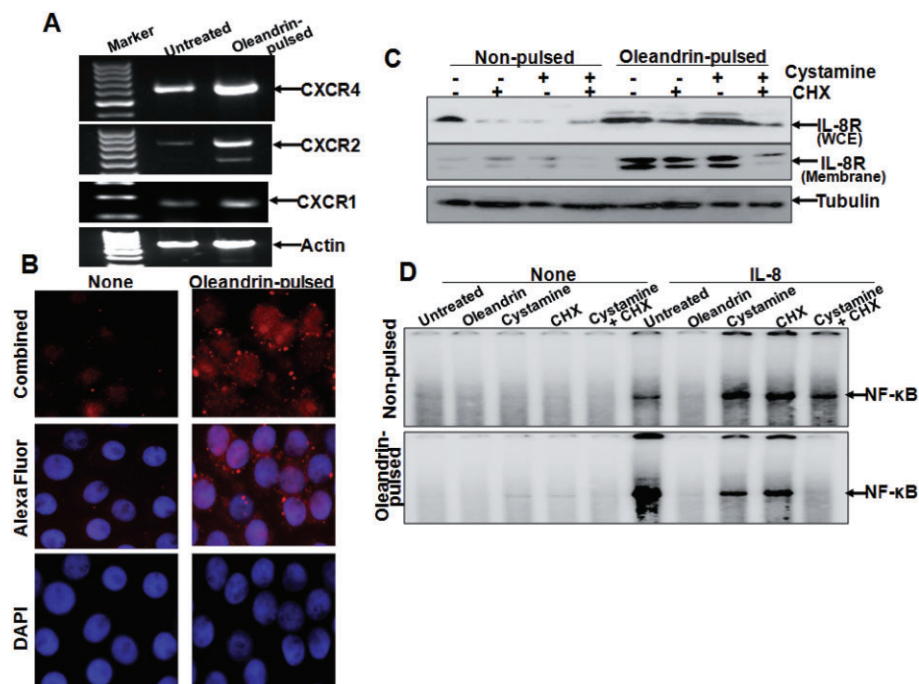 A
Marker
Untreated
Oleandrin-
pulsed
CXCR4
CXCR2
CXCR1
Actin
B
None
Oleandrin-pulsed
Combined
Alexa Fluor
DAPI
C
Non-pulsed
Oleandrin-pulsed
- - + + - - + + Cystamine
- + - + - + - + CHX
IL-8R
(WCE)
IL-8R
(Membrane)
Tubulin
D
None
IL-8
Untreated
Oleandrin
Cystamine
CHX
Cystamine
+ CHX
Untreated
Oleandrin
Cystamine
CHX
Cystamine
+ CHX
Non-pulsed
NF-κB
Oleandrin-
pulsed
NF-κB